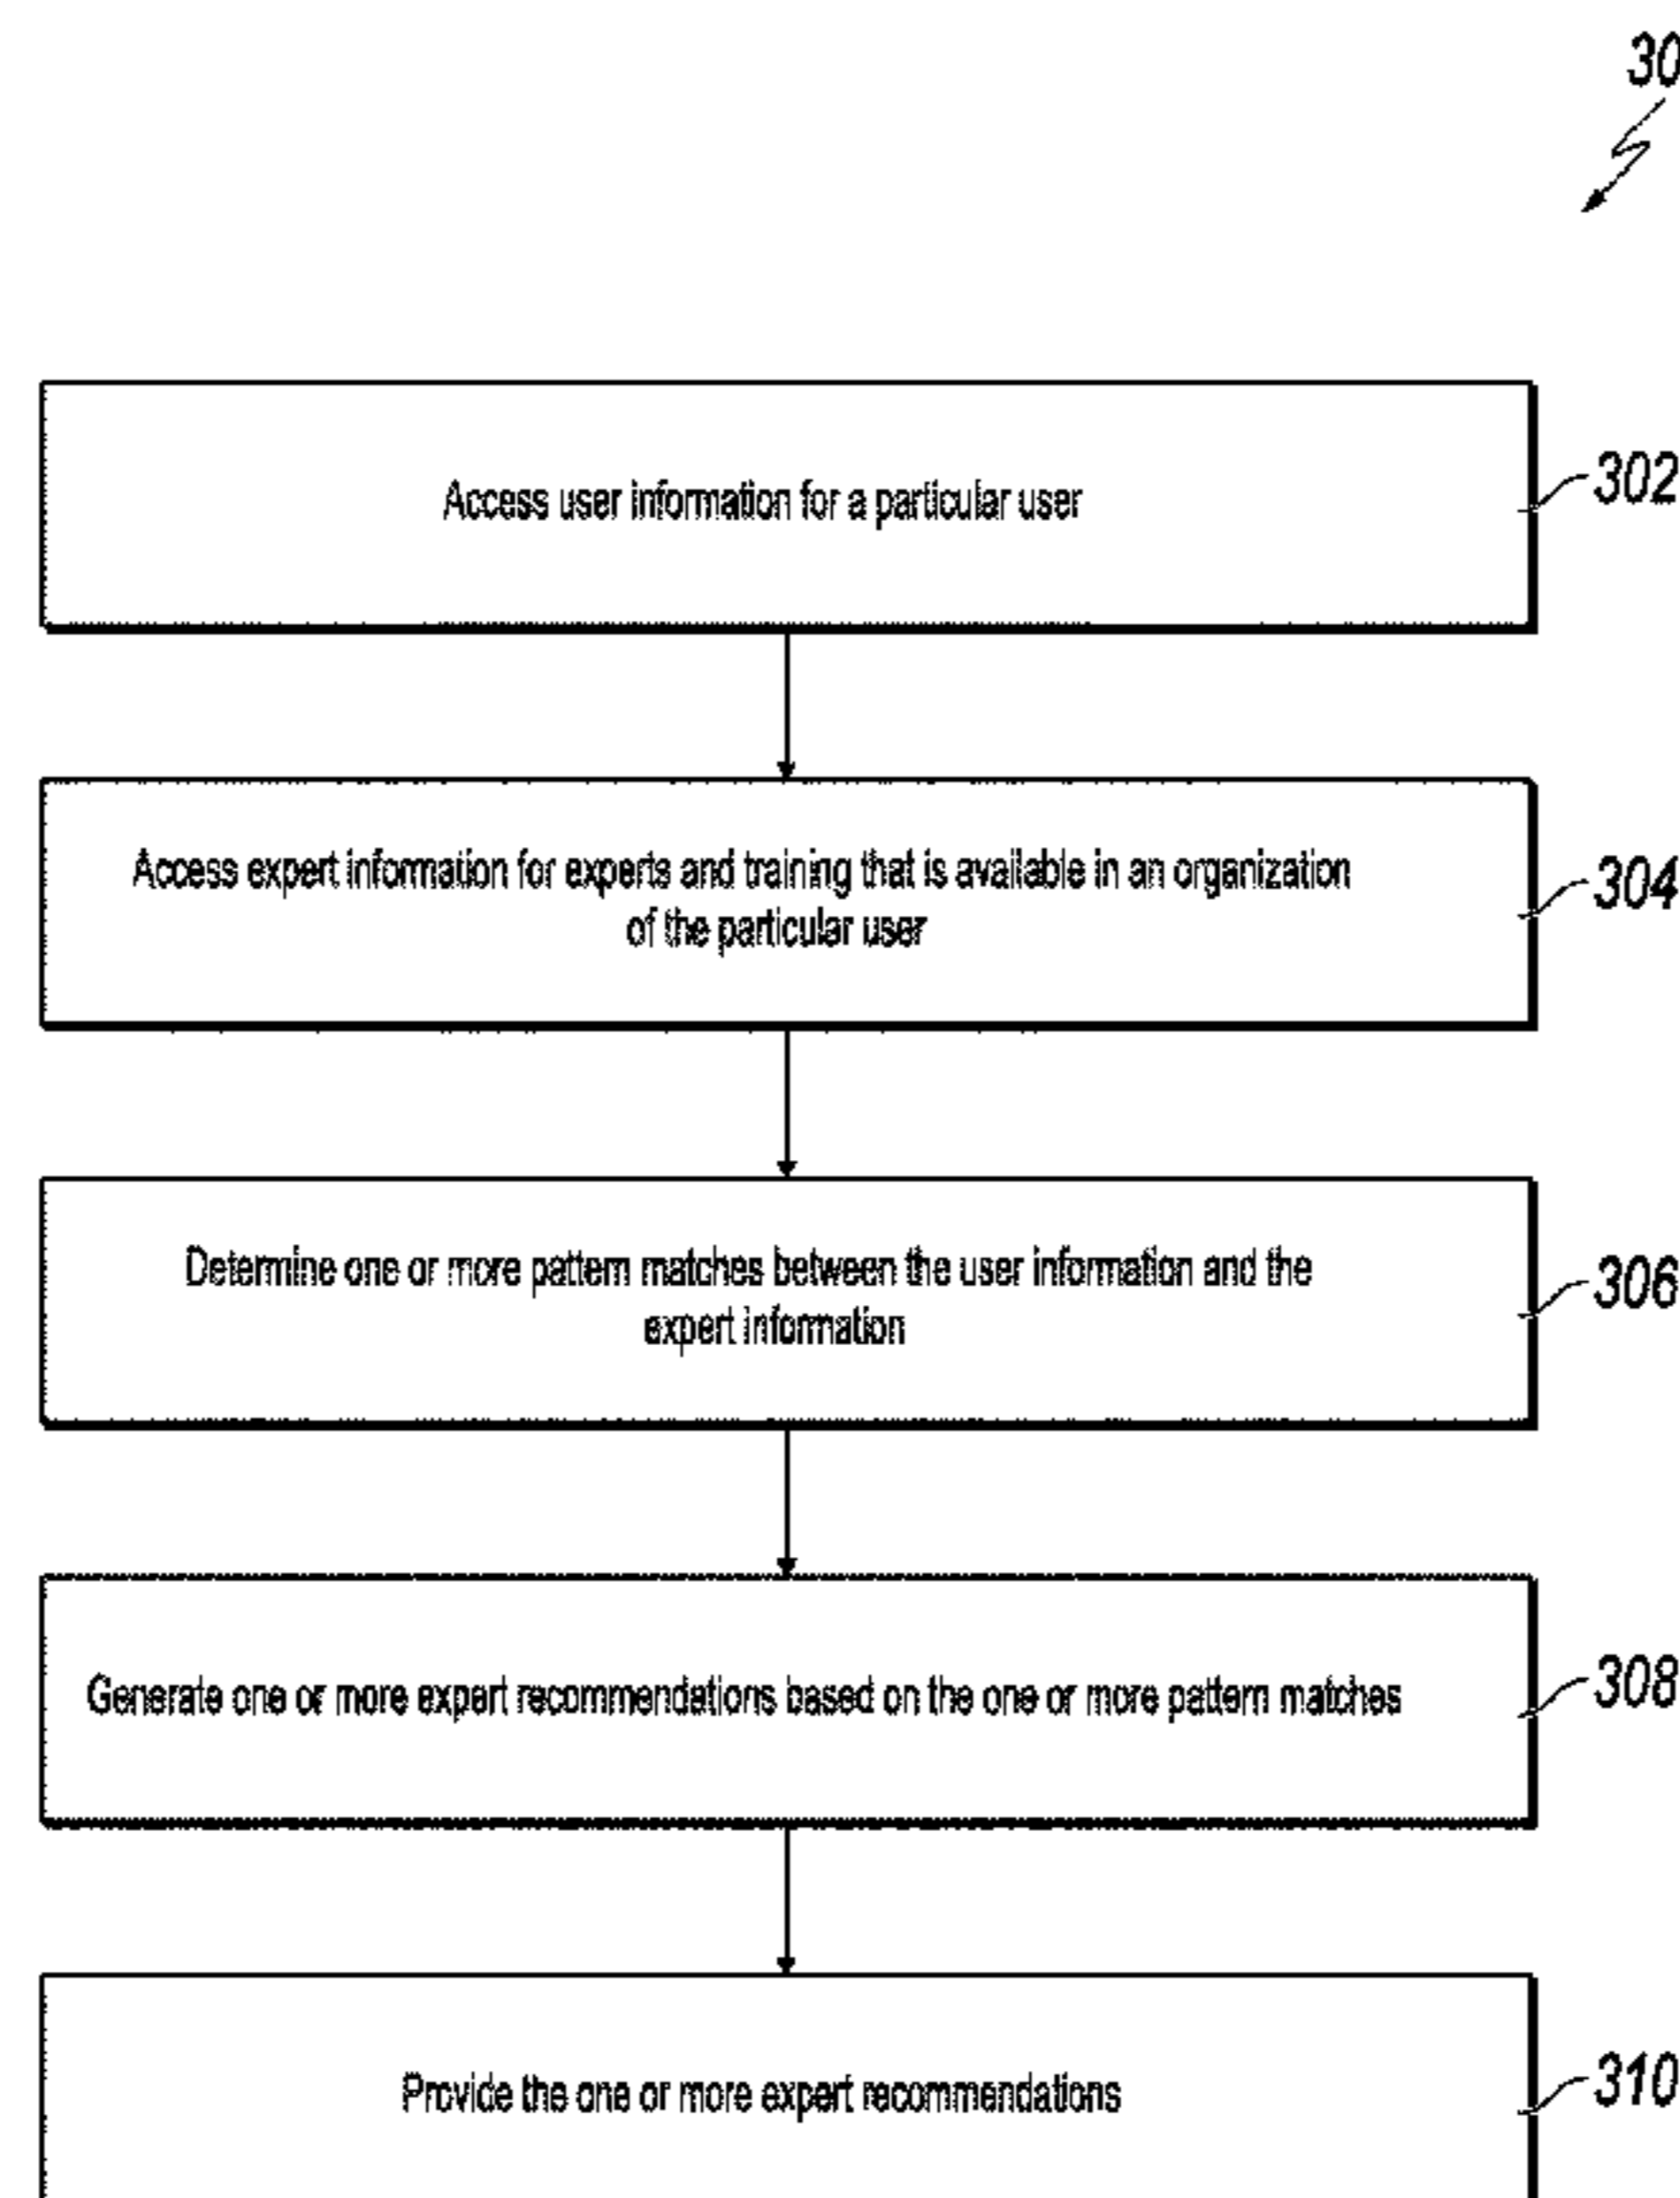 30
Access user information for a particular user
302
Access expert information for experts and training that is available in an organization
of the particular user
304
Determine one or more pattern matches between the user information and the
expert information
306
Generate one or more expert recommendations based on the one or more pattern matches
308
Provide the one or more expert recommendations
310